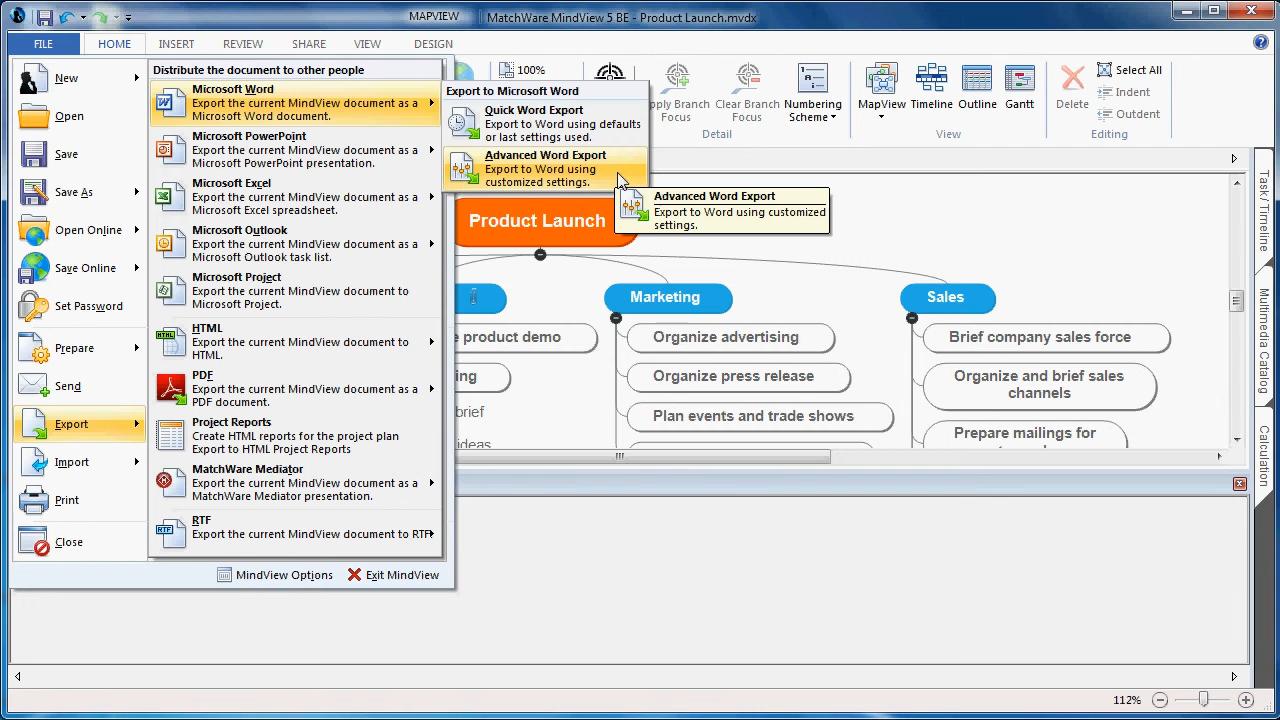 MAPVIEW
MatchWare MindView 5 BE - Product Launch.mvdx
FILE
HOME
INSERT
REVIEW
SHARE
VIEW
DESIGN
New
Open
Save
Save As
Open Online
Save Online
Set Password
Prepare
Send
Export
Import
Print
Close
Distribute the document to other people
Microsoft Word
Export the current MindView document as a
Microsoft Word document.
Microsoft PowerPoint
Export the current MindView document as a
Microsoft PowerPoint presentation.
Microsoft Excel
Export the current MindView document as a
Microsoft Excel spreadsheet.
Microsoft Outlook
Export the current MindView document as a
Microsoft Outlook task list.
Microsoft Project
Export the current MindView document to
Microsoft Project.
HTML
Export the current MindView document to
HTML.
PDF
Export the current MindView document as a
PDF document.
Project Reports
Create HTML reports for the project plan
Export to HTML Project Reports
MatchWare Mediator
Export the current MindView document as a
MatchWare Mediator presentation.
RTF
Export the current MindView document to RTF
MindView Options
Exit MindView
Export to Microsoft Word
Quick Word Export
Export to Word using defaults
or last settings used.
Advanced Word Export
Export to Word using
customized settings.
Advanced Word Export
Export to Word using customized
settings.
100%
Apply Branch
Focus
Clear Branch
Focus
Numbering
Scheme
Detail
MapView
Timeline
Outline
Gantt
View
Delete
Select All
Indent
Outdent
Editing
Product Launch
Marketing
Sales
e product demo
ing
brief
ideas
Organize advertising
Organize press release
Plan events and trade shows
Brief company sales force
Organize and brief sales
channels
Prepare mailings for
Task / Timeline
Multimedia Catalog
Calculation
112%